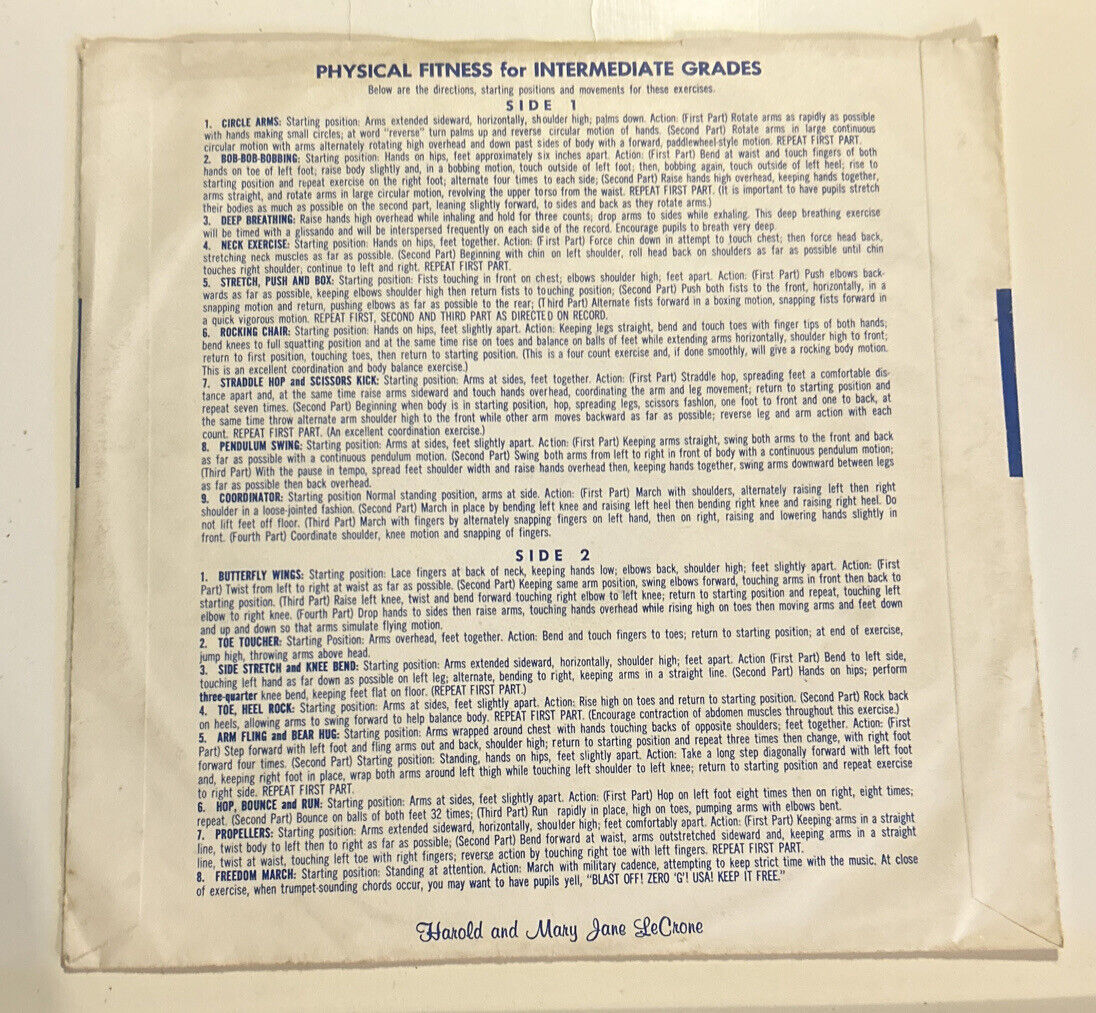 PHYSICAL FITNESS for INTERMEDIATE GRADES
Below are the directions, starting positions and movements for these exercises.
SIDE 1
1. CIRCLE ARMS: Starting position: Arms extended sideward, horizontally, shoulder high; palms down. Action: (First Part) Rotate arms as rapidly as possible
with hands making small circles; at word "reverse" turn palms up and reverse circular motion of hands. (Second Part) Rotate arms in large continuous
circular motion with arms alternately rotating high overhead and down past sides of body with a forward, paddlewheel-style motion. REPEAT FIRST PART.
2. BOB-BOB-BOBBING: Starting position: Hands on hips, feet approximately six inches apart. Action: (First Part) Bend at waist and touch fingers of both
hands on toe of left foot; raise body slightly and, in a bobbing motion, touch outside of left foot; then, bobbing again, touch outside of left heel; rise to
starting position and repeat exercise on the right foot; alternate four times to each side; (Second Part) Raise hands high overhead, keeping hands together,
arms straight, and rotate arms in large circular motion, revolving the upper torso from the waist. REPEAT FIRST PART. (It is important to have pupils stretch
their bodies as much as possible on the second part, leaning slightly forward, to sides and back as they rotate arms.)
3. DEEP BREATHING: Raise hands high overhead while inhaling and hold for three counts; drop arms to sides while exhaling. This deep breathing exercise
will be timed with a glissando and will be interspersed frequently on each side of the record. Encourage pupils to breath very deep.
4. NECK EXERCISE: Starting position: Hands on hips, feet together. Action: (First Part) Force chin down in attempt to touch chest; then force head back,
stretching neck muscles as far as possible. (Second Part) Beginning with chin on left shoulder, roll head back on shoulders as far as possible until chin
touches right shoulder; continue to left and right. REPEAT FIRST PART.
5. STRETCH, PUSH AND BOX: Starting position: Fists touching in front on chest; elbows shoulder high; feet apart. Action: (First Part) Push elbows back-
wards as far as possible, keeping elbows shoulder high then return fists to touching position; (Second Part) Push both fists to the front, horizontally, in a
snapping motion and return, pushing elbows as far as possible to the rear; (Third Part) Alternate fists forward in a boxing motion, snapping fists forward in
a quick vigorous motion. REPEAT FIRST, SECOND AND THIRD PART AS DIRECTED ON RECORD.
6. ROCKING CHAIR: Starting position: Hands on hips, feet slightly apart. Action: Keeping legs straight, bend and touch toes with finger tips of both hands;
bend knees to full squatting position and at the same time rise on toes and balance on balls of feet while extending arms horizontally, shoulder high to front;
return to first position, touching toes, then return to starting position. (This is a four count exercise and, if done smoothly, will give a rocking body motion.
This is an excellent coordination and body balance exercise.)
7. STRADDLE HOP and SCISSORS KICK: Starting position: Arms at sides, feet together. Action: (First Part) Straddle hop, spreading feet a comfortable dis-
tance apart and, at the same time raise arms sideward and touch hands overhead, coordinating the arm and leg movement; return to starting position and
repeat seven times. (Second Part) Beginning when body is in starting position, hop, spreading legs, scissors fashion, one foot to front and one to back, at
the same time throw alternate arm shoulder high to the front while other arm moves backward as far as possible; reverse leg and arm action with each
count. REPEAT FIRST PART. (An excellent coordination exercise.)
8. PENDULUM SWING: Starting position: Arms at sides, feet slightly apart. Action: (First Part) Keeping arms straight, swing both arms to the front and back
as far as possible with a continuous pendulum motion. (Second Part) Swing both arms from left to right in front of body with a continuous pendulum motion;
(Third Part) With the pause in tempo, spread feet shoulder width and raise hands overhead then, keeping hands together, swing arms downward between legs
as far as possible then back overhead.
9. COORDINATOR: Starting position Normal standing position, arms at side. Action: (First Part) March with shoulders, alternately raising left then right
shoulder in a loose-jointed fashion. (Second Part) March in place by bending left knee and raising left heel then bending right knee and raising right heel. Do
not lift feet off floor. (Third Part) March with fingers by alternately snapping fingers on left hand, then on right, raising and lowering hands slightly in
front. (Fourth Part) Coordinate shoulder, knee motion and snapping of fingers.
SIDE 2
1. BUTTERFLY WINGS: Starting position: Lace fingers at back of neck, keeping hands low; elbows back, shoulder high; feet slightly apart. Action: (First
Part) Twist from left to right at waist as far as possible. (Second Part) Keeping same arm position, swing elbows forward, touching arms in front then back to
starting position. (Third Part) Raise left knee, twist and bend forward touching right elbow to left knee; return to starting position and repeat, touching left
elbow to right knee. (Fourth Part) Drop hands to sides then raise arms, touching hands overhead while rising high on toes then moving arms and feet down
and up and down so that arms simulate flying motion.
2. TOE TOUCHER: Starting Position: Arms overhead, feet together. Action: Bend and touch fingers to toes; return to starting position; at end of exercise,
jump high, throwing arms above head.
3. SIDE STRETCH and KNEE BEND: Starting position: Arms extended sideward, horizontally, shoulder high; feet apart. Action (First Part) Bend to left side,
touching left hand as far down as possible on left leg; alternate, bending to right, keeping arms in a straight line. (Second Part) Hands on hips; perform
three-quarter knee bend, keeping feet flat on floor. (REPEAT FIRST PART.)
4. TOE, HEEL ROCK: Starting position: Arms at sides, feet slightly apart. Action: Rise high on toes and return to starting position. (Second Part) Rock back
on heels, allowing arms to swing forward to help balance body. REPEAT FIRST PART. (Encourage contraction of abdomen muscles throughout this exercise.)
5. ARM FLING and BEAR HUG: Starting position: Arms wrapped around chest with hands touching backs of opposite shoulders; feet together. Action: (First
Part) Step forward with left foot and fling arms out and back, shoulder high; return to starting position and repeat three times then change, with right foot
forward four times. (Second Part) Starting position: Standing, hands on hips, feet slightly apart. Action: Take a long step diagonally forward with left foot
and, keeping right foot in place, wrap both arms around left thigh while touching left shoulder to left knee; return to starting position and repeat exercise
to right side. REPEAT FIRST PART.
6. HOP, BOUNCE and RUN: Starting position: Arms at sides, feet slightly apart. Action: (First Part) Hop on left foot eight times then on right, eight times;
repeat. (Second Part) Bounce on balls of both feet 32 times; (Third Part) Run rapidly in place, high on toes, pumping arms with elbows bent.
7. PROPELLERS: Starting position: Arms extended sideward, horizontally, shoulder high; feet comfortably apart. Action: (First Part) Keeping arms in a straight
line, twist body to left then to right as far as possible; (Second Part) Bend forward at waist, arms outstretched sideward and, keeping arms in a straight
line, twist at waist, touching left toe with right fingers; reverse action by touching right toe with left fingers. REPEAT FIRST PART.
8. FREEDOM MARCH: Starting position: Standing at attention. Action: March with military cadence, attempting to keep strict time with the music. At close
of exercise, when trumpet-sounding chords occur, you may want to have pupils yell, "BLAST OFF! ZERO 'G'! USA! KEEP IT FREE."
Harold and Mary Jane LeCrone